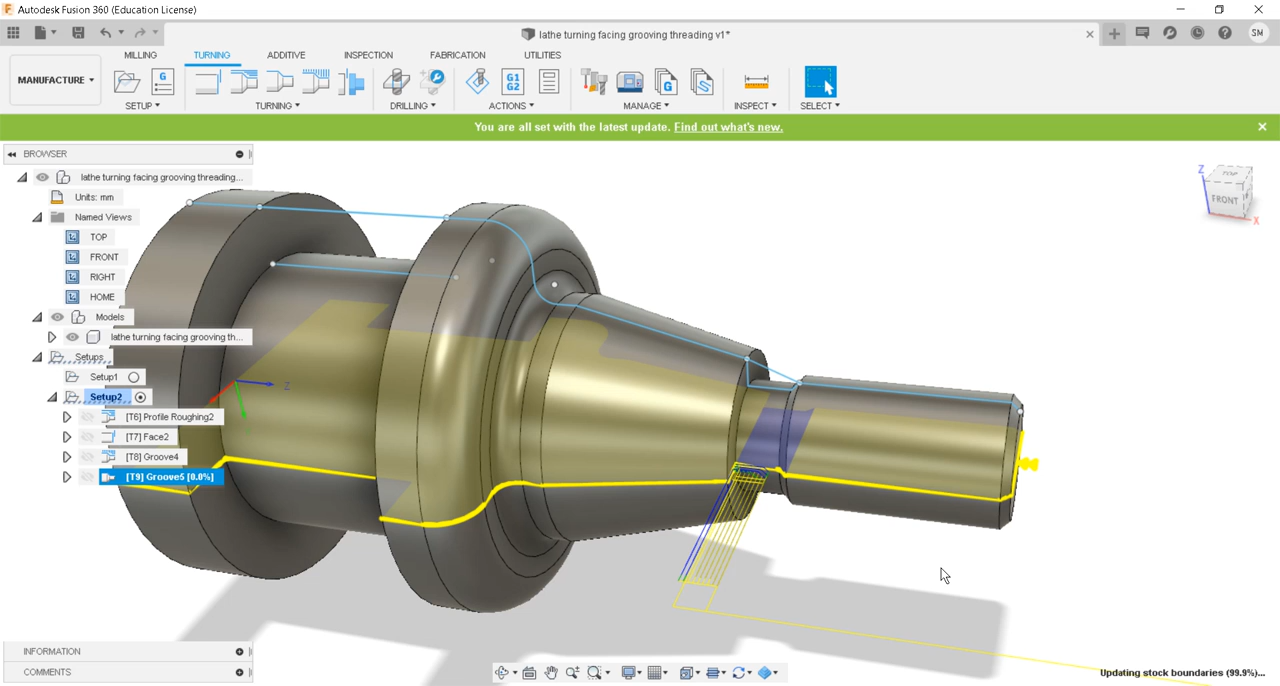 Autodesk Fusion 360 (Education License)
lathe turning facing grooving threading v1*
SM
MANUFACTURE
MILLING TURNING ADDITIVE INSPECTION FABRICATION UTILITIES
G G1 G2 G
SETUP TURNING DRILLING ACTIONS MANAGE INSPECT SELECT
You are all set with the latest update. Find out what's new.
BROWSER
lathe turning facing grooving threading...
Units: mm
Named Views
TOP
FRONT
RIGHT
HOME
Models
lathe turning facing grooving th...
Setups
Setup1
Setup2
[T6] Profile Roughing2
[T7] Face2
[T8] Groove4
[T9] Groove5 [0.0%]
Z
Z
TOP
FRONT
X
INFORMATION
COMMENTS
Updating stock boundaries (99.9%)...